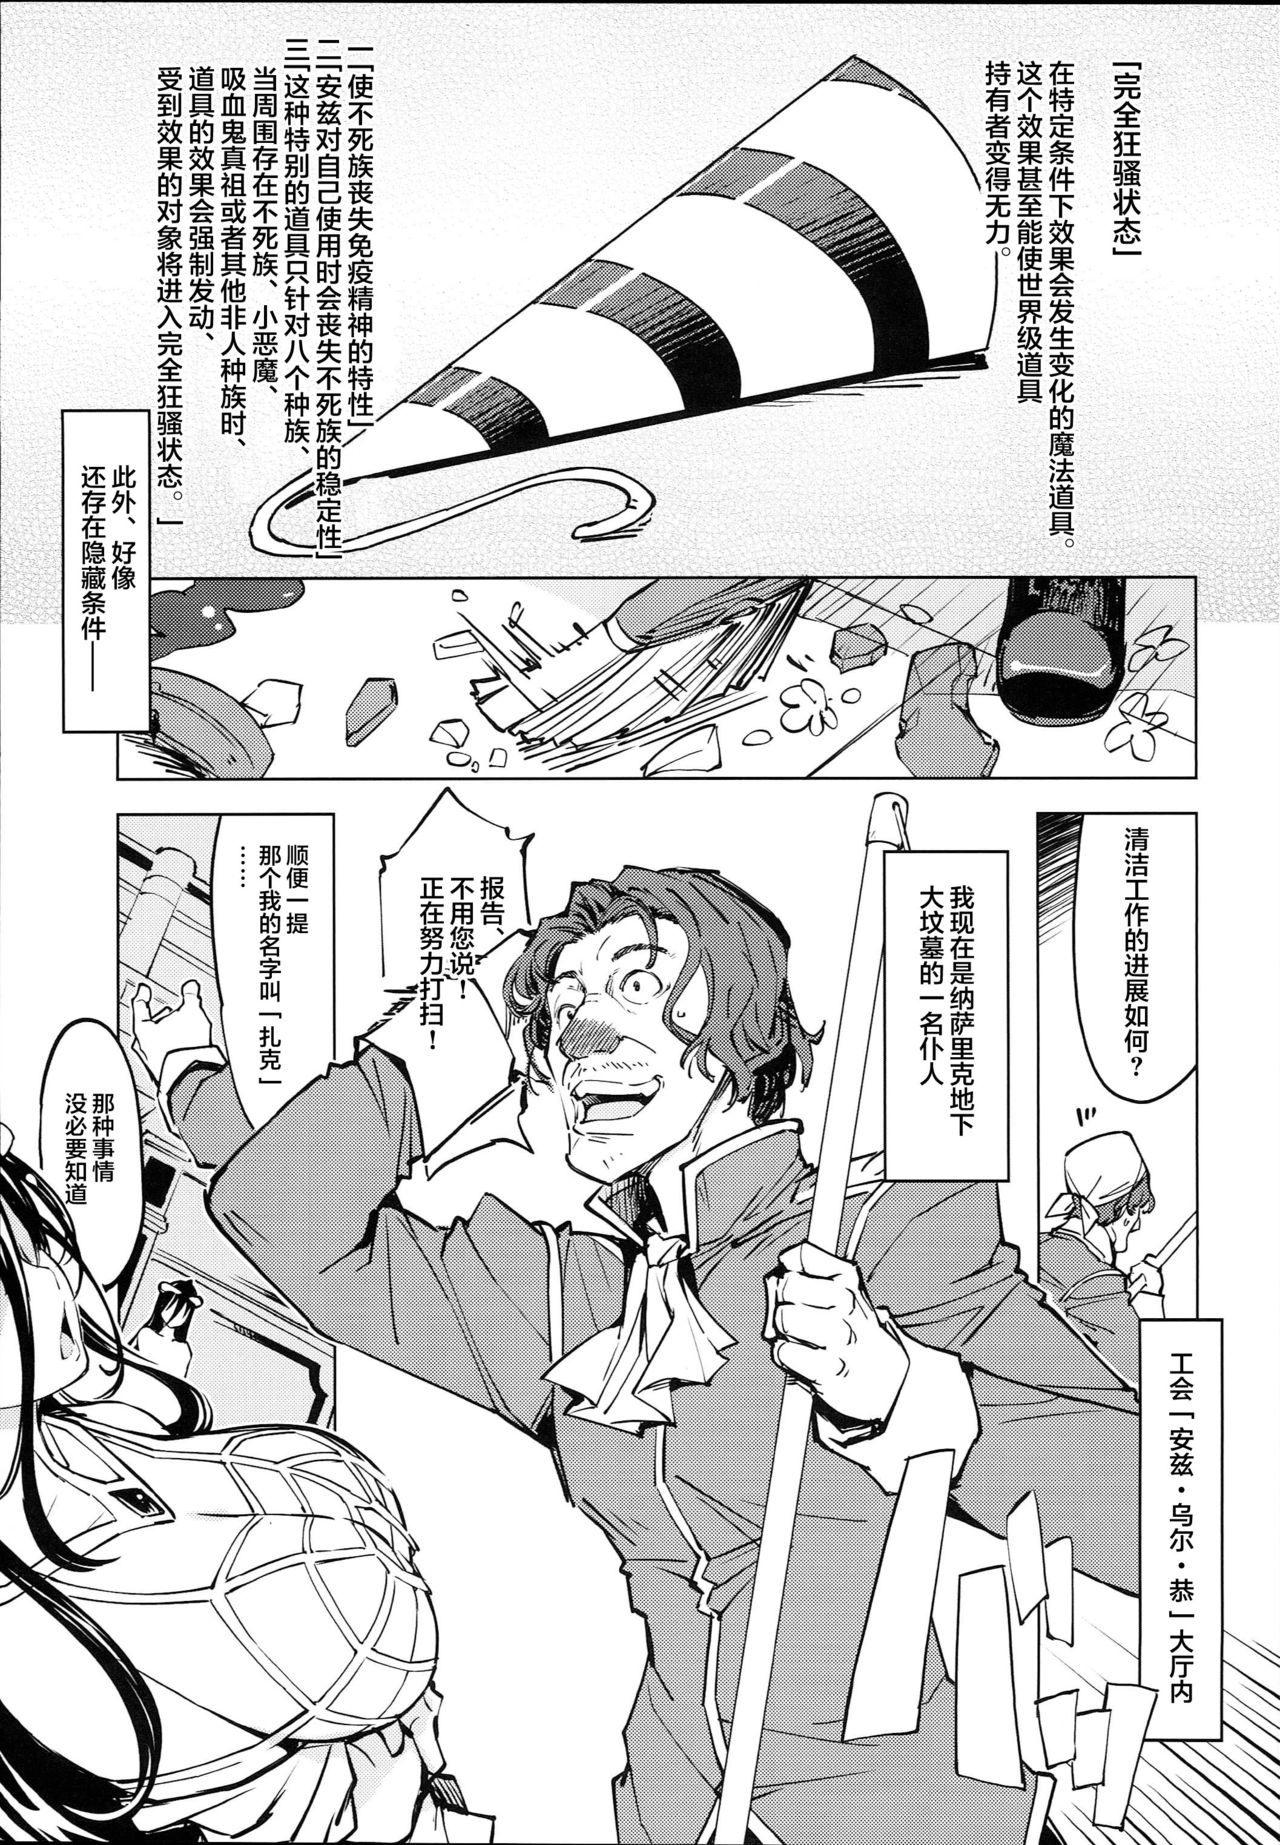 「完全狂骚状态」
在特定条件下效果会发生变化的魔法道具。
这个效果甚至能使世界级道具
持有者变得无力。
一「使不死族丧失免疫精神的特性」
二「安兹对自己使用时会丧失不死族的稳定性」
三「这种特别的道具只针对八个种族、
当周围存在不死族、小恶魔、
吸血鬼真祖或者其他非人种族时、
道具的效果会强制发动、
受到效果的对象将进入完全狂骚状态。」
此外、好像
还存在隐藏条件——
清洁工作的进展如何?
工会「安兹·乌尔·恭」大厅内
我现在是纳萨里克地下
大坟墓的一名仆人
报告、
不用您说!
正在努力打扫!
顺便一提
那个我的名字叫「扎克」
……
那种事情
没必要知道